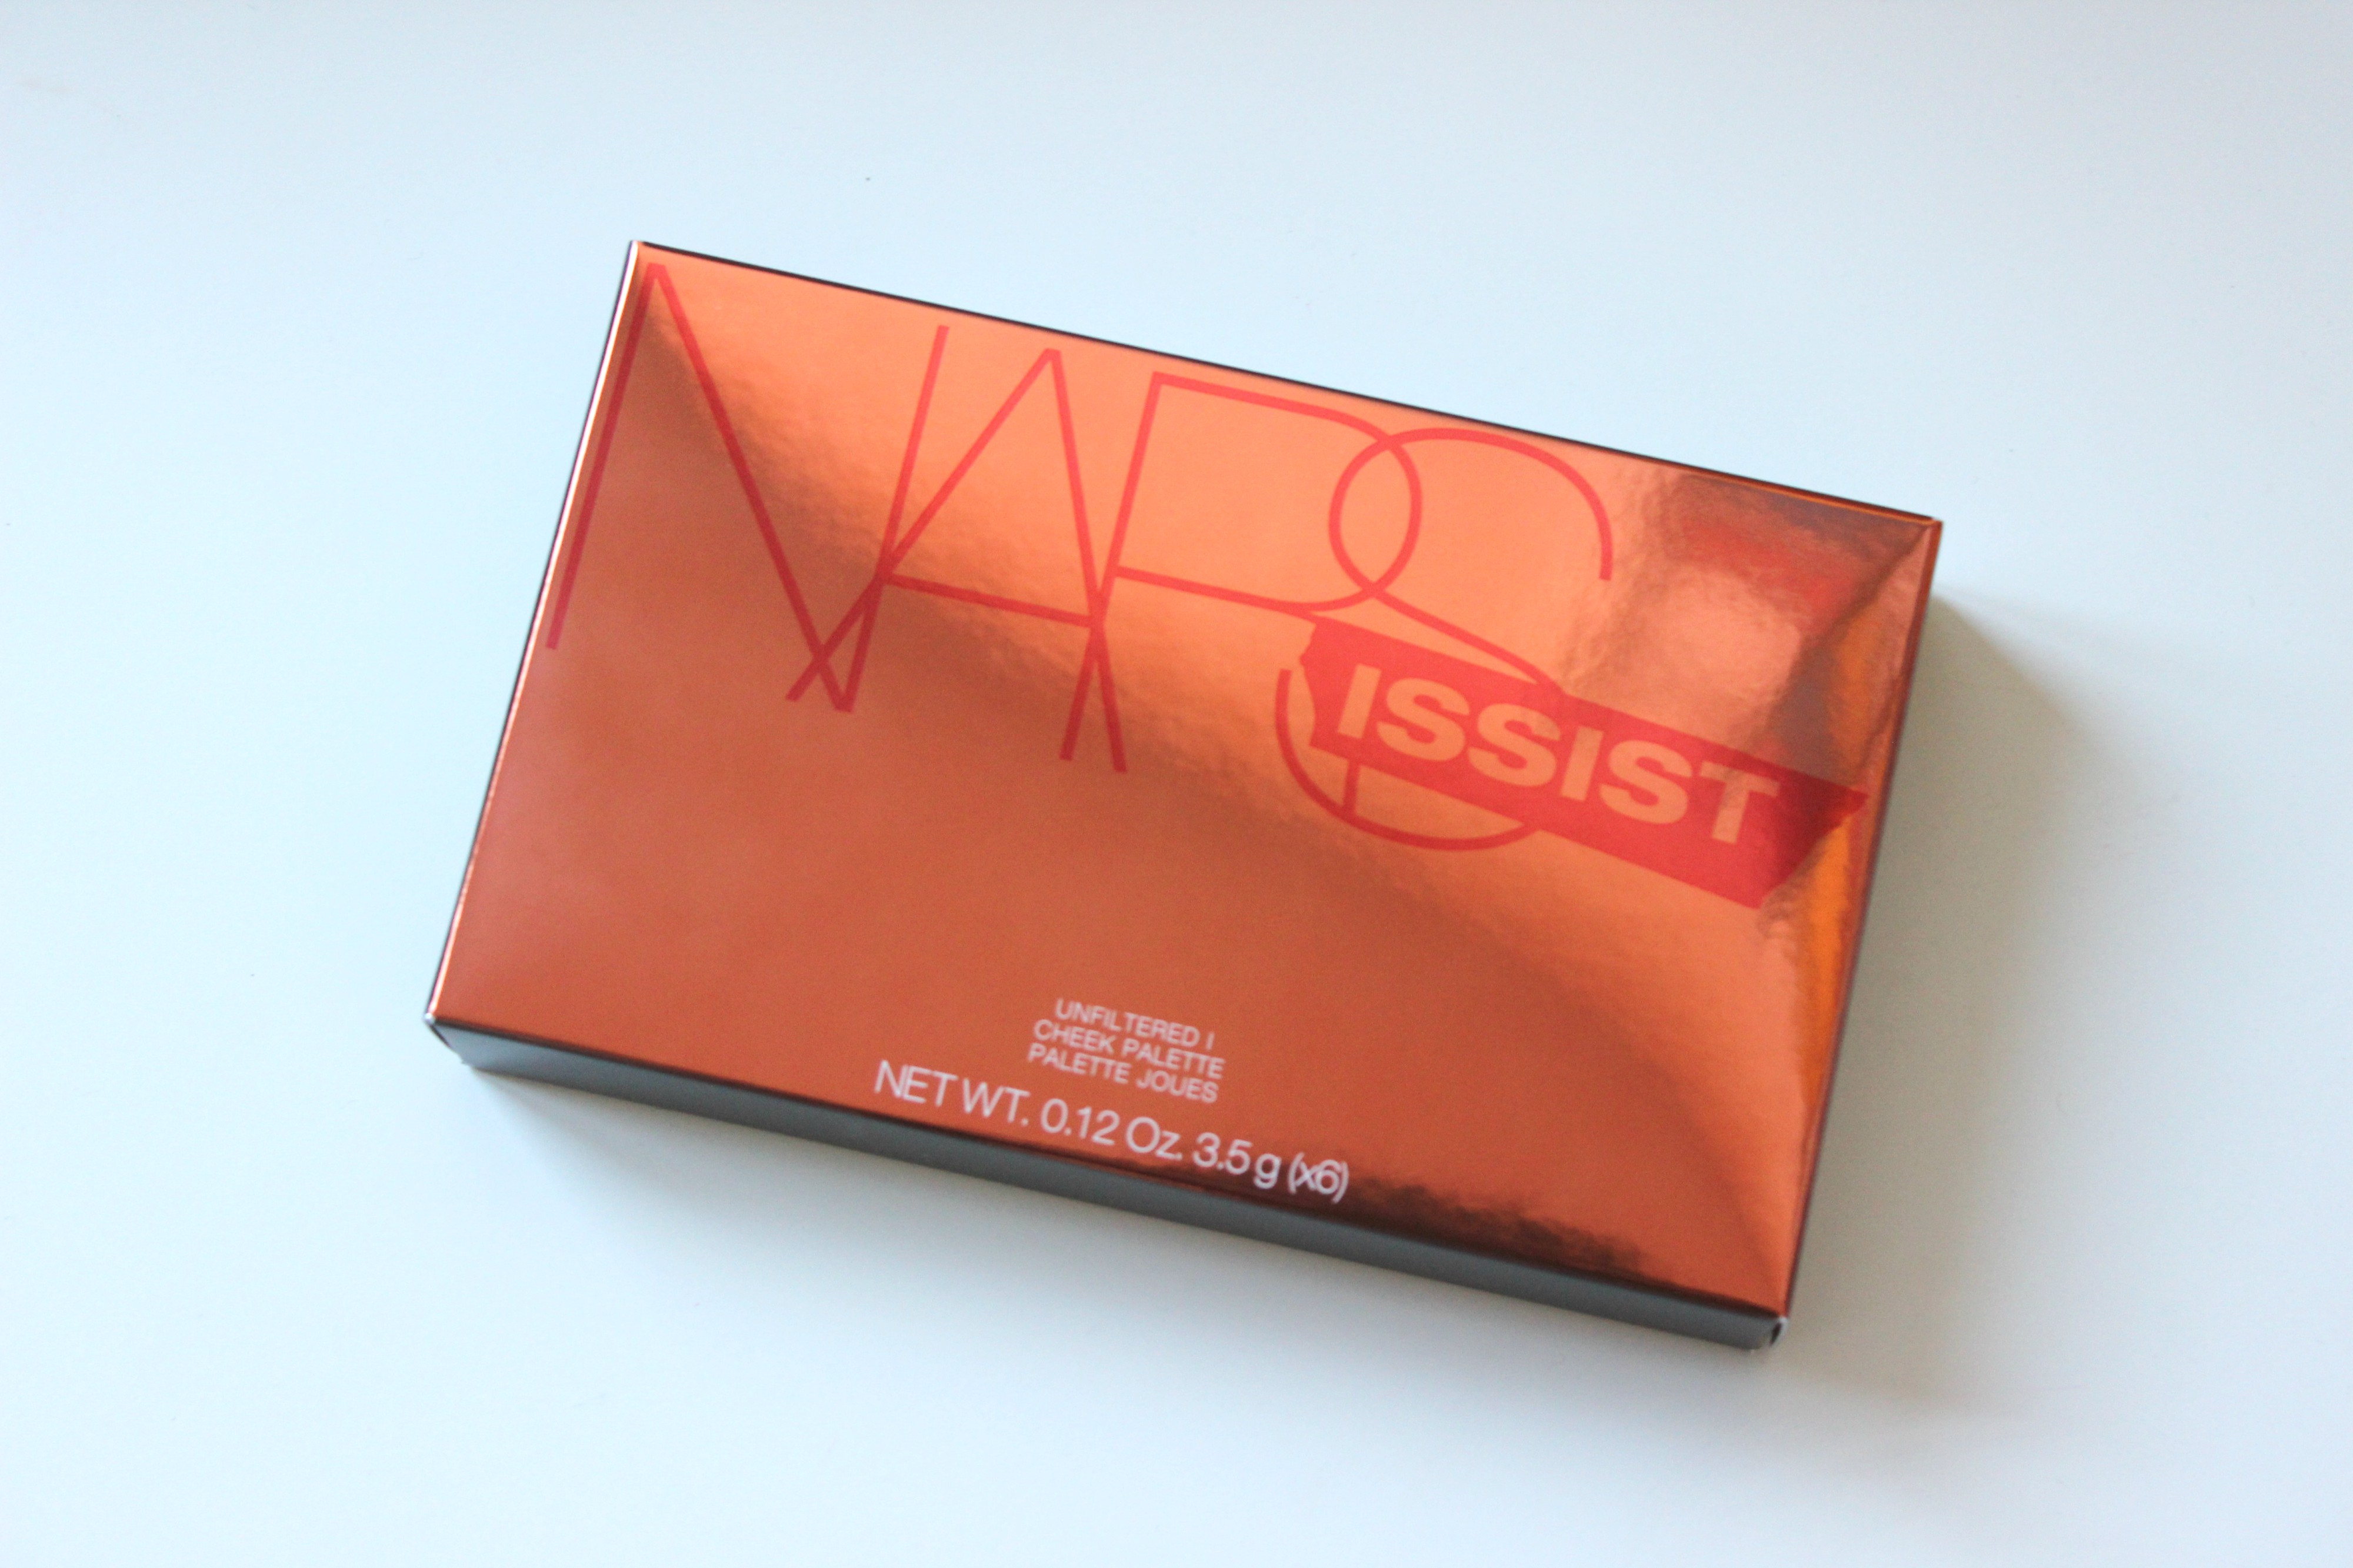 NARS
ISSIST
UNFILTERED I
CHEEK PALETTE
PALETTE JOUES
NET WT. 0.12 Oz. 3.5 g (x6)